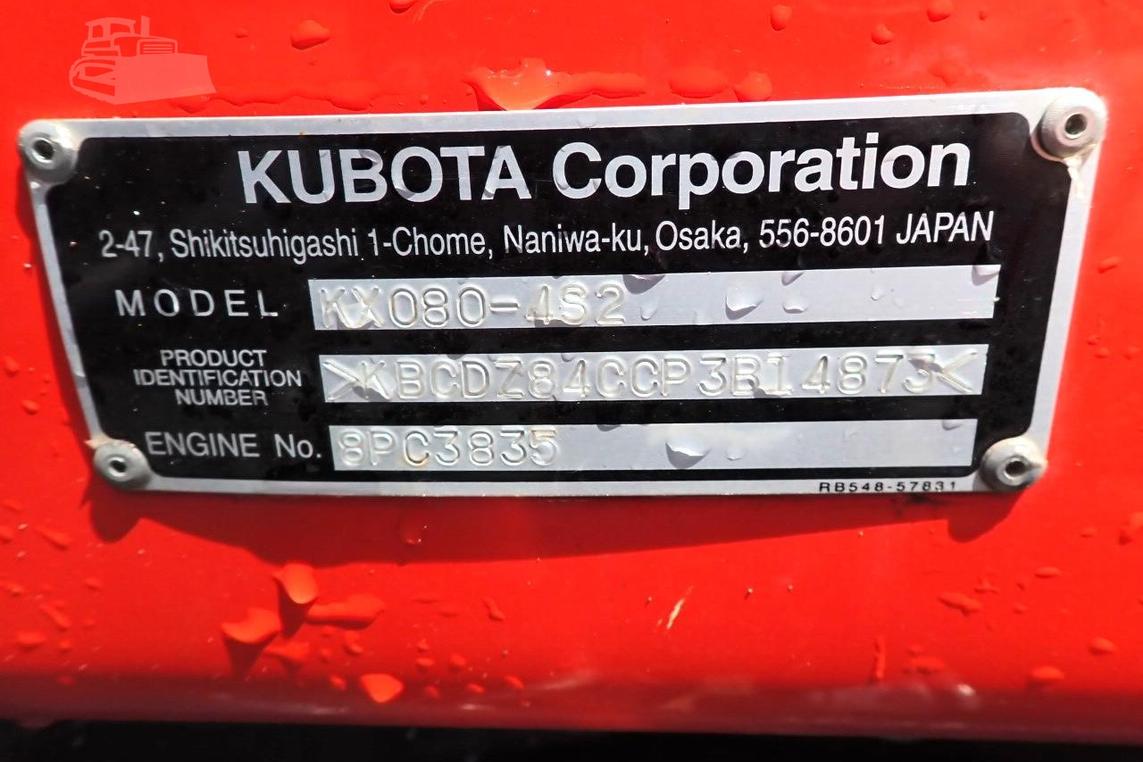 KUBOTA Corporation
2-47, Shikitsuhigashi 1-Chome, Naniwa-ku, Osaka, 556-8601 JAPAN
MODEL KX080-4S2
PRODUCT
IDENTIFICATION
NUMBER
>KBCDZ84CCP3B14873<
ENGINE No. 8PC3835
RB548-57831